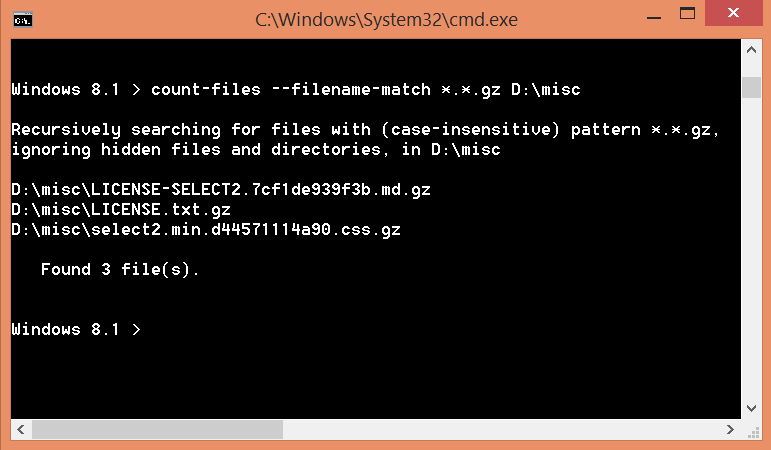 C:\Windows\System32\cmd.exe
Windows 8.1 > count-files --filename-match *.*.gz D:\misc
Recursively searching for files with (case-insensitive) pattern *.*.gz,
ignoring hidden files and directories, in D:\misc
D:\misc\LICENSE-SELECT2.7cf1de939f3b.md.gz
D:\misc\LICENSE.txt.gz
D:\misc\select2.min.d44571114a90.css.gz
Found 3 file(s).
Windows 8.1 >